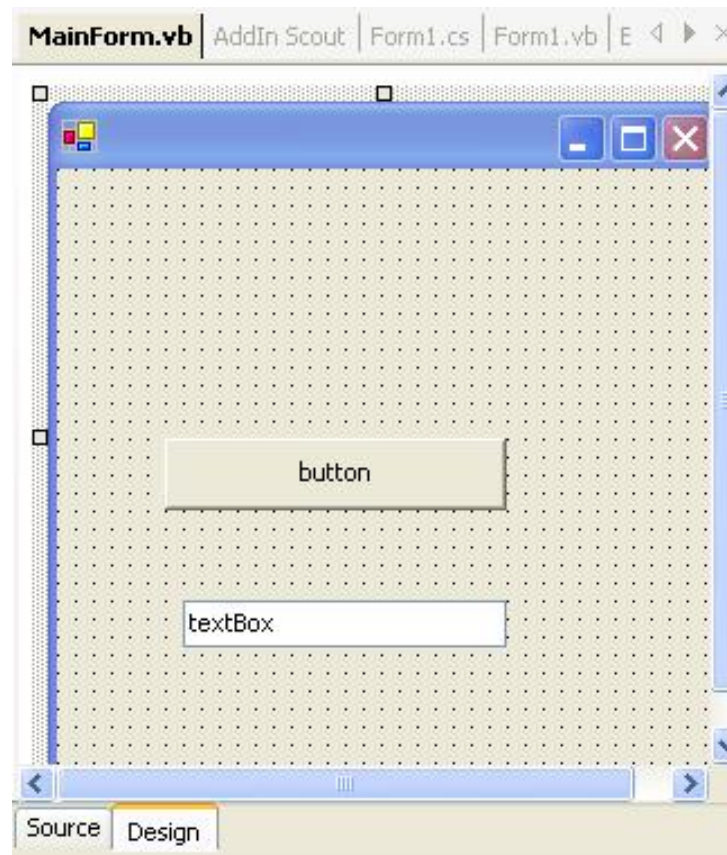 MainForm.vb AddIn Scout Form1.cs Form1.vb E
button
textBox
Source Design